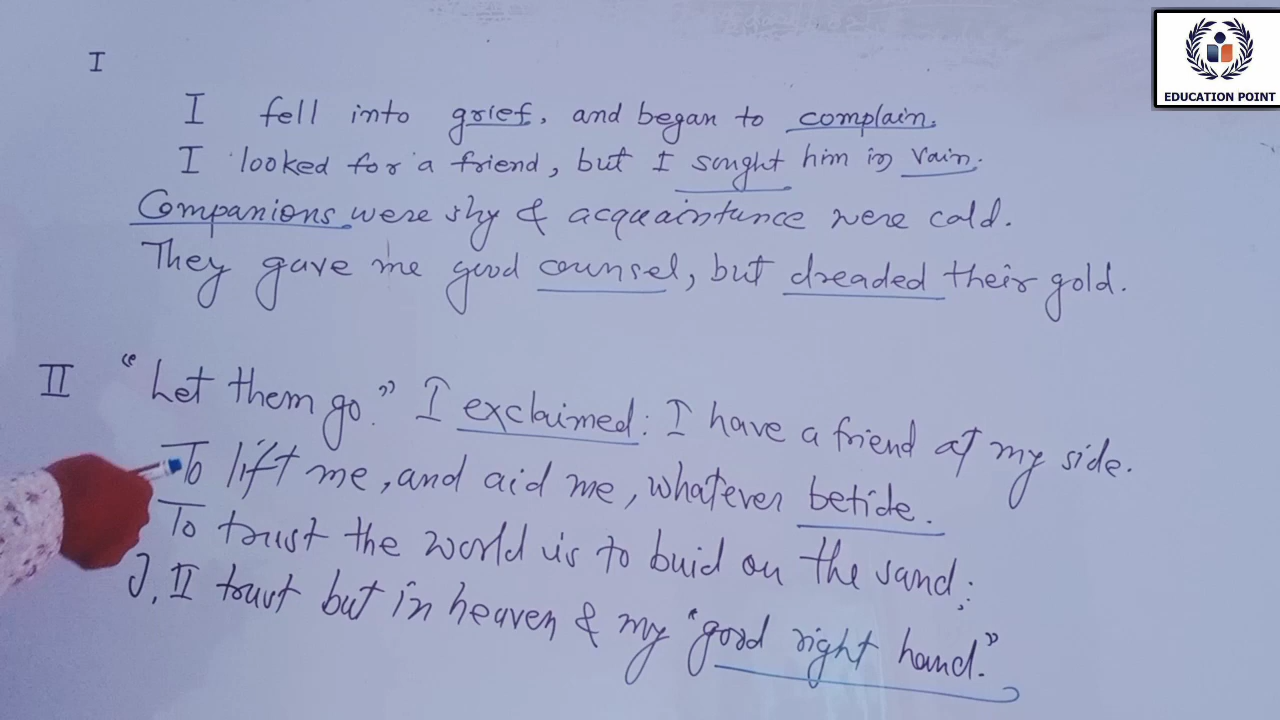 EDUCATION POINT
I
I fell into grief, and began to complain.
I looked for a friend, but I sought him in vain.
Companions were shy & acquaintance were cold.
They gave me good counsel, but dreaded their gold.
II "Let them go." I exclaimed: I have a friend at my side.
To lift me, and aid me, whatever betide.
To trust the world is to buid on the sand;
I, II trust but in heaven & my "good right hand."